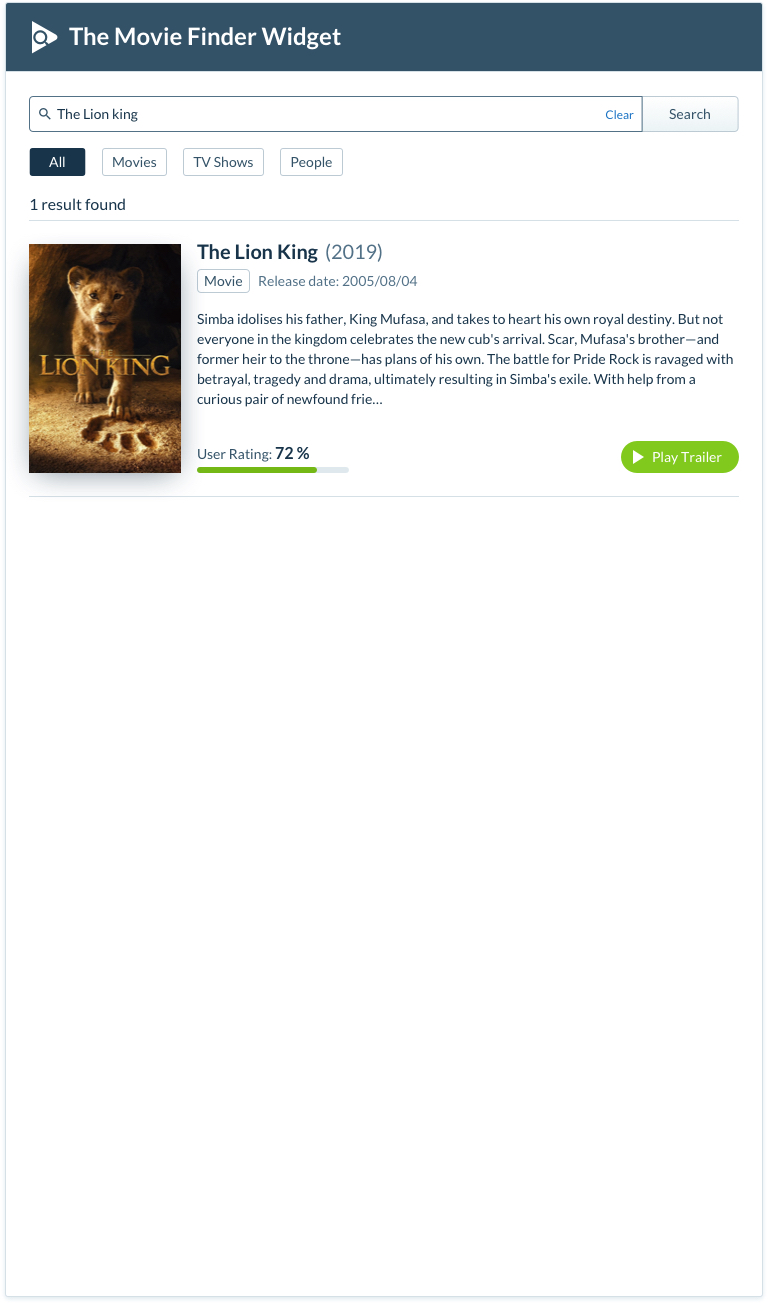 The Movie Finder Widget
The Lion king
Clear
Search
All
Movies
TV Shows
People
1 result found
The Lion King (2019)
Movie
Release date: 2005/08/04
Simba idolises his father, King Mufasa, and takes to heart his own royal destiny. But not
everyone in the kingdom celebrates the new cub's arrival. Scar, Mufasa's brother—and
former heir to the throne—has plans of his own. The battle for Pride Rock is ravaged with
betrayal, tragedy and drama, ultimately resulting in Simba's exile. With help from a
curious pair of newfound frie...
LION KING
User Rating: 72 %
Play Trailer